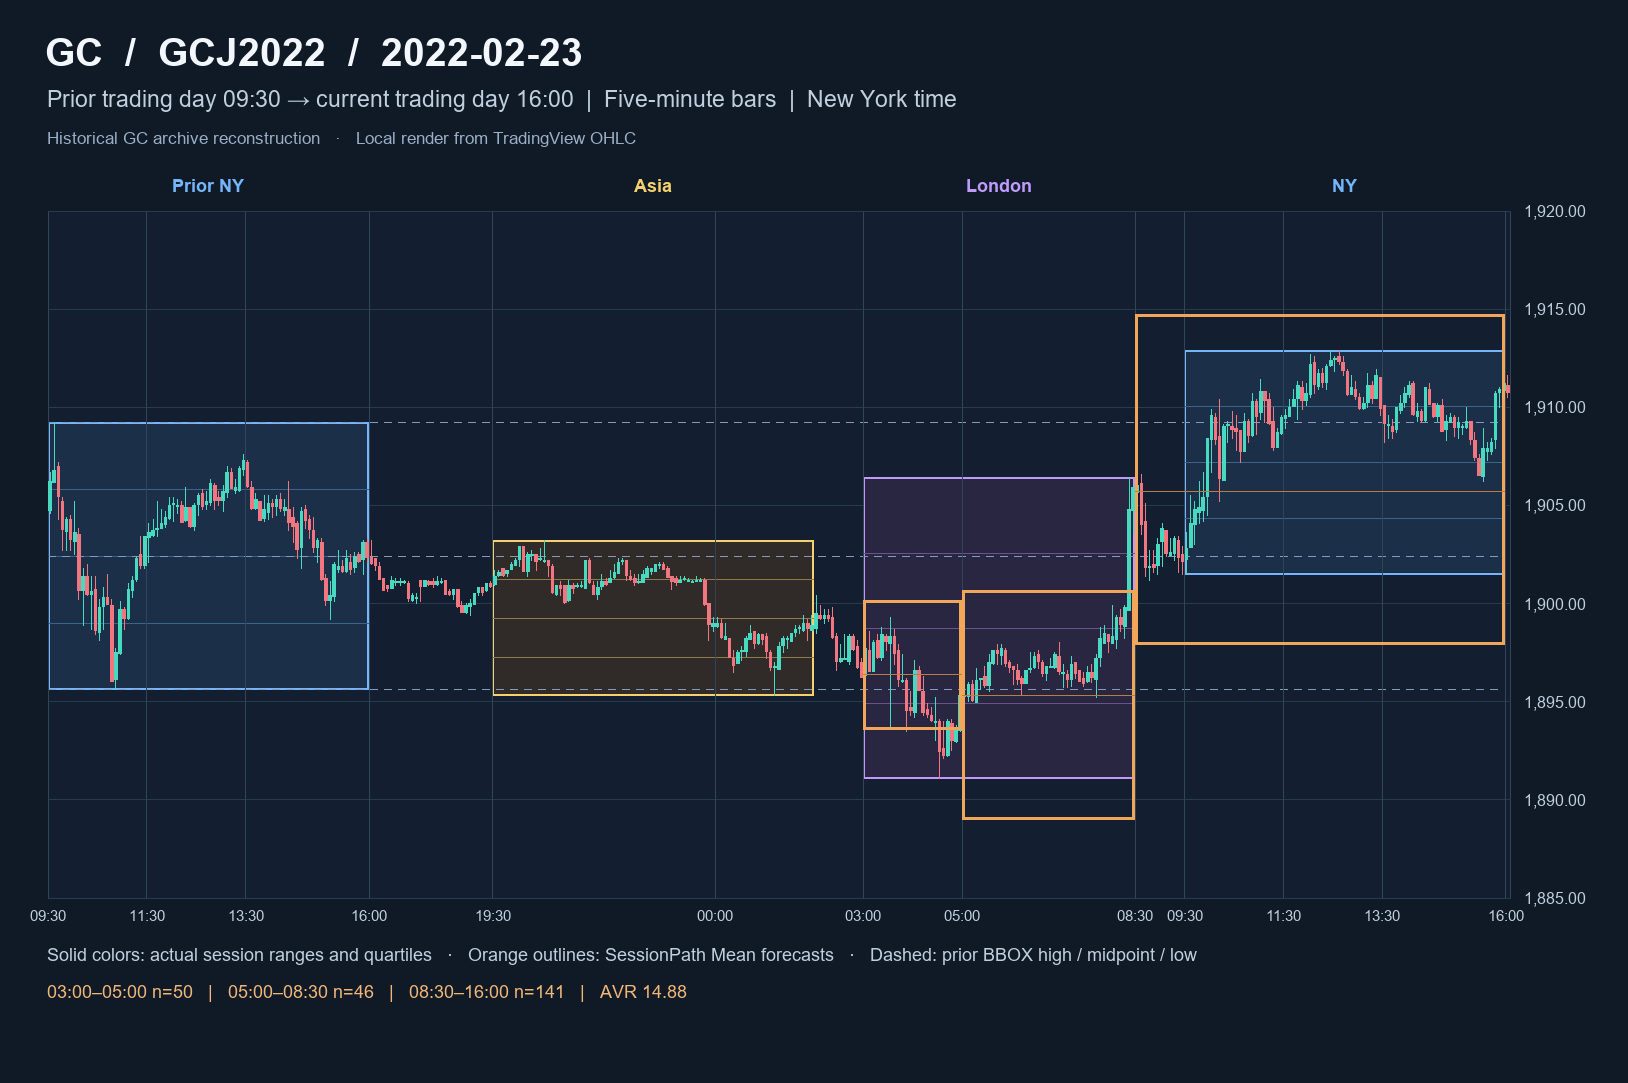 GC / GCJ2022 / 2022-02-23
Prior trading day 09:30 → current trading day 16:00 | Five-minute bars | New York time
Historical GC archive reconstruction · Local render from TradingView OHLC
Prior NY Asia London NY
1,920.00
1,915.00
1,910.00
1,905.00
1,900.00
1,895.00
1,890.00
1,885.00
09:30 11:30 13:30 16:00 19:30 00:00 03:00 05:00 08:30 09:30 11:30 13:30 16:00
Solid colors: actual session ranges and quartiles · Orange outlines: SessionPath Mean forecasts · Dashed: prior BBOX high / midpoint / low
03:00–05:00 n=50 | 05:00–08:30 n=46 | 08:30–16:00 n=141 | AVR 14.88